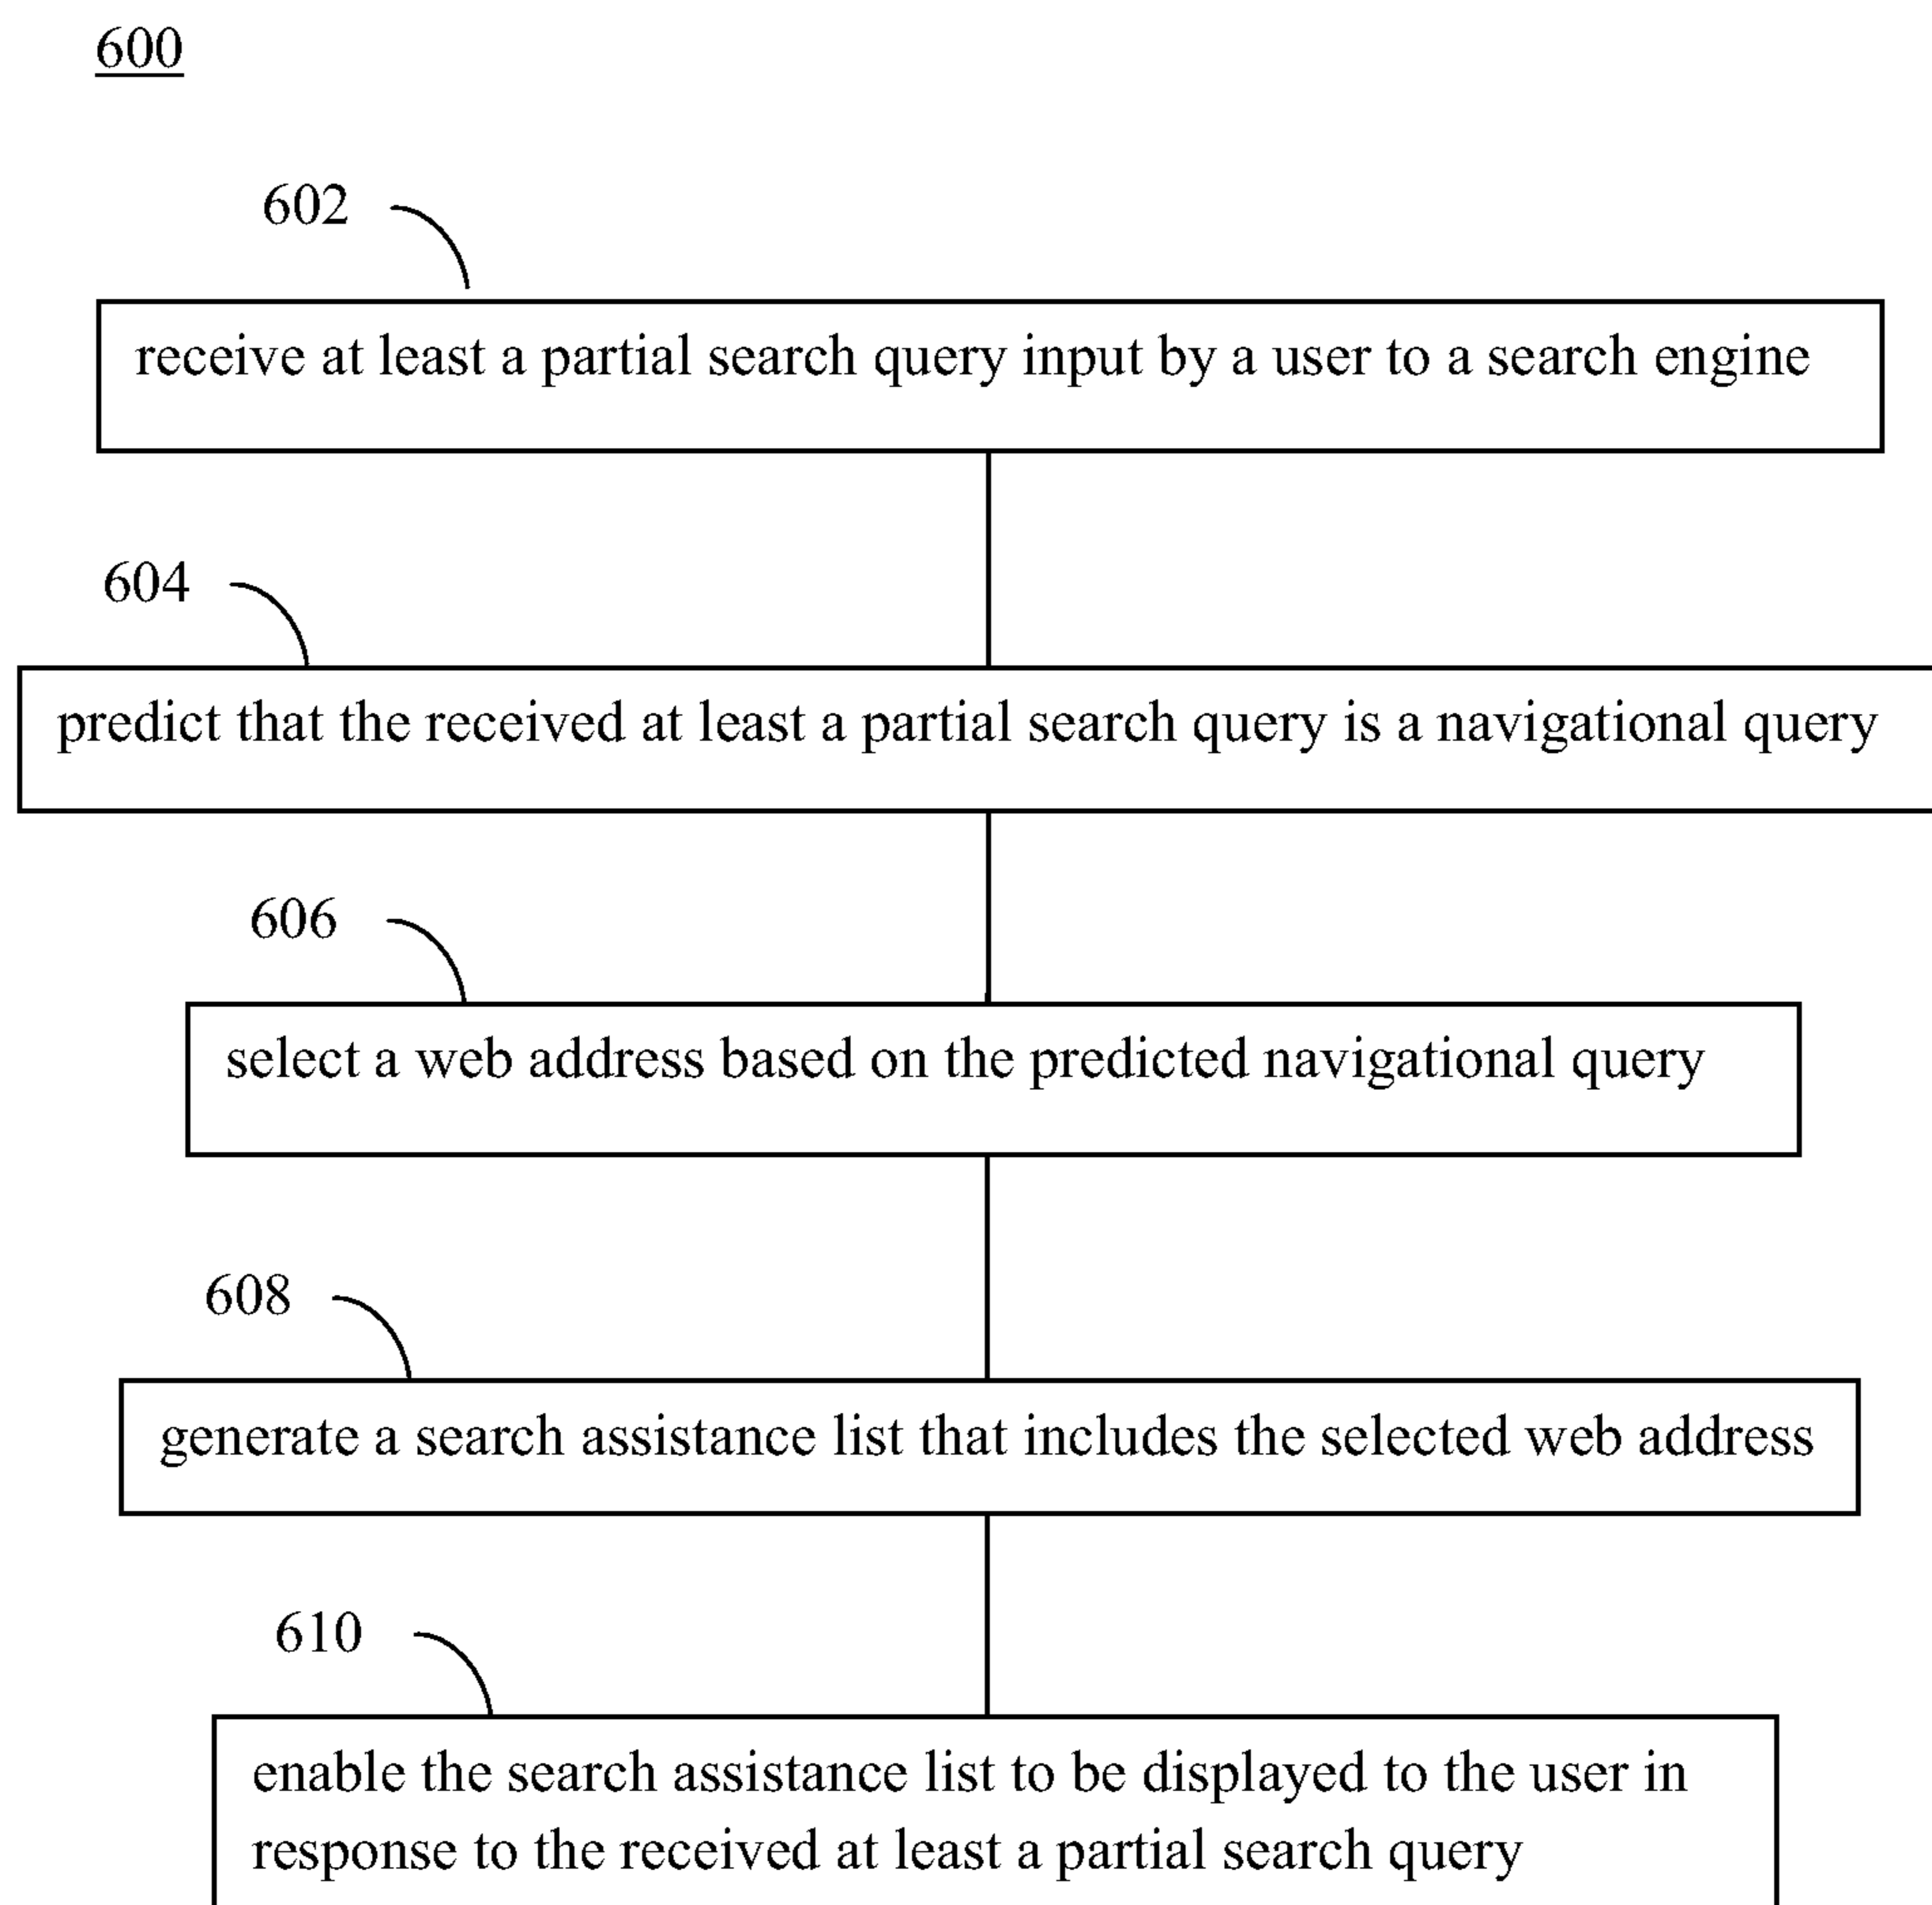 600
602
receive at least a partial search query input by a user to a search engine
604
predict that the received at least a partial search query is a navigational query
606
select a web address based on the predicted navigational query
608
generate a search assistance list that includes the selected web address
610
enable the search assistance list to be displayed to the user in
response to the received at least a partial search query